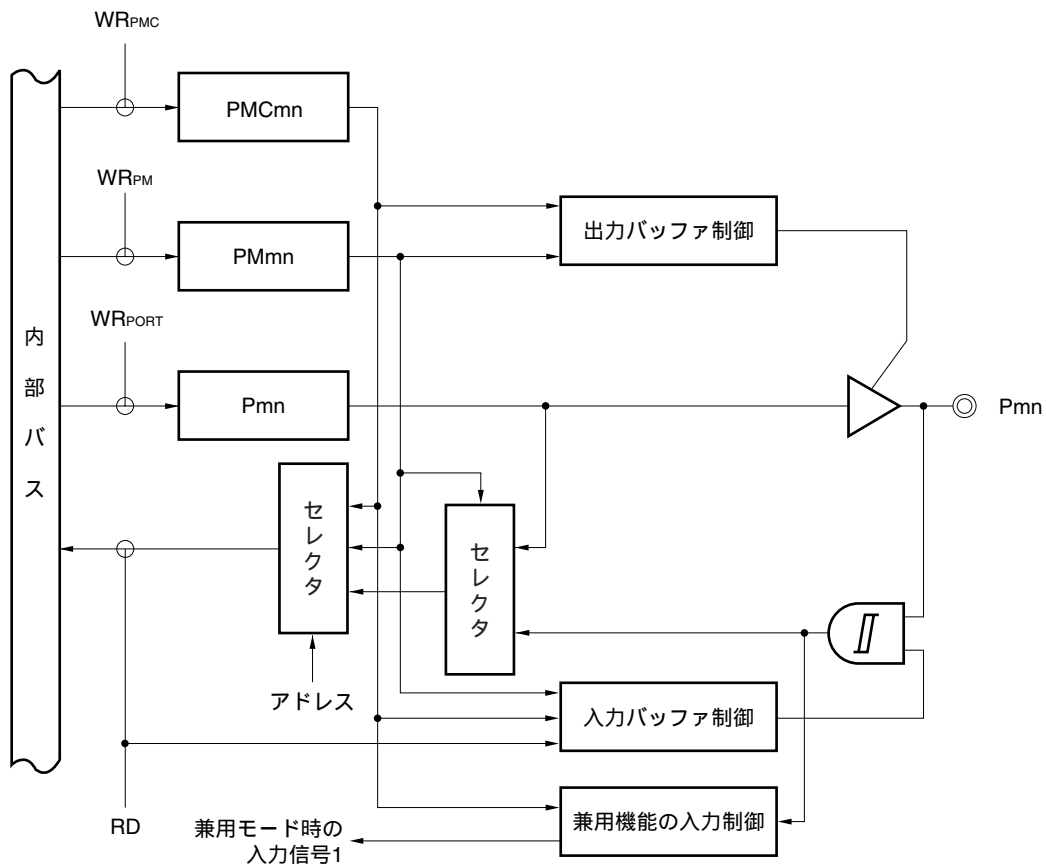 WRPMC
PMCmn
WRPM
PMmn
出力バッファ制御
WRPORT
Pmn
Pmn
内部バス
セレクタ
セレクタ
アドレス
入力バッファ制御
RD
兼用機能の入力制御
兼用モード時の
入力信号1